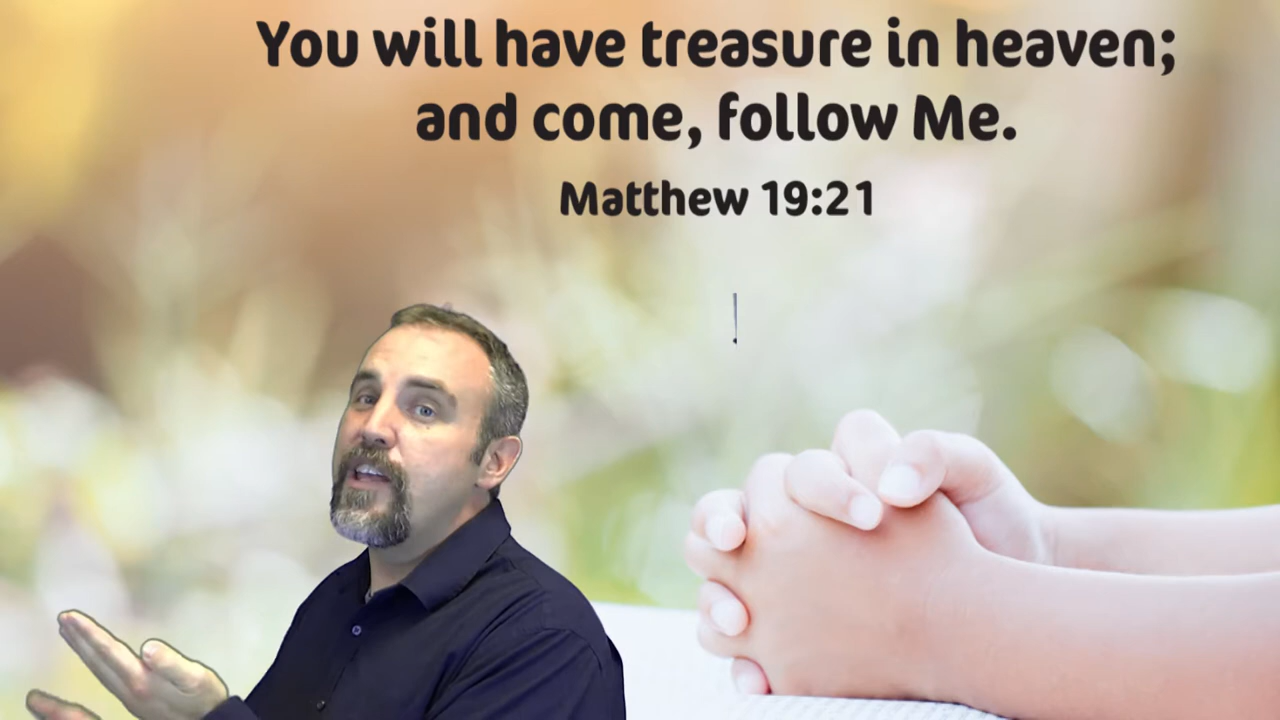 You will have treasure in heaven;
and come, follow Me.
Matthew 19:21